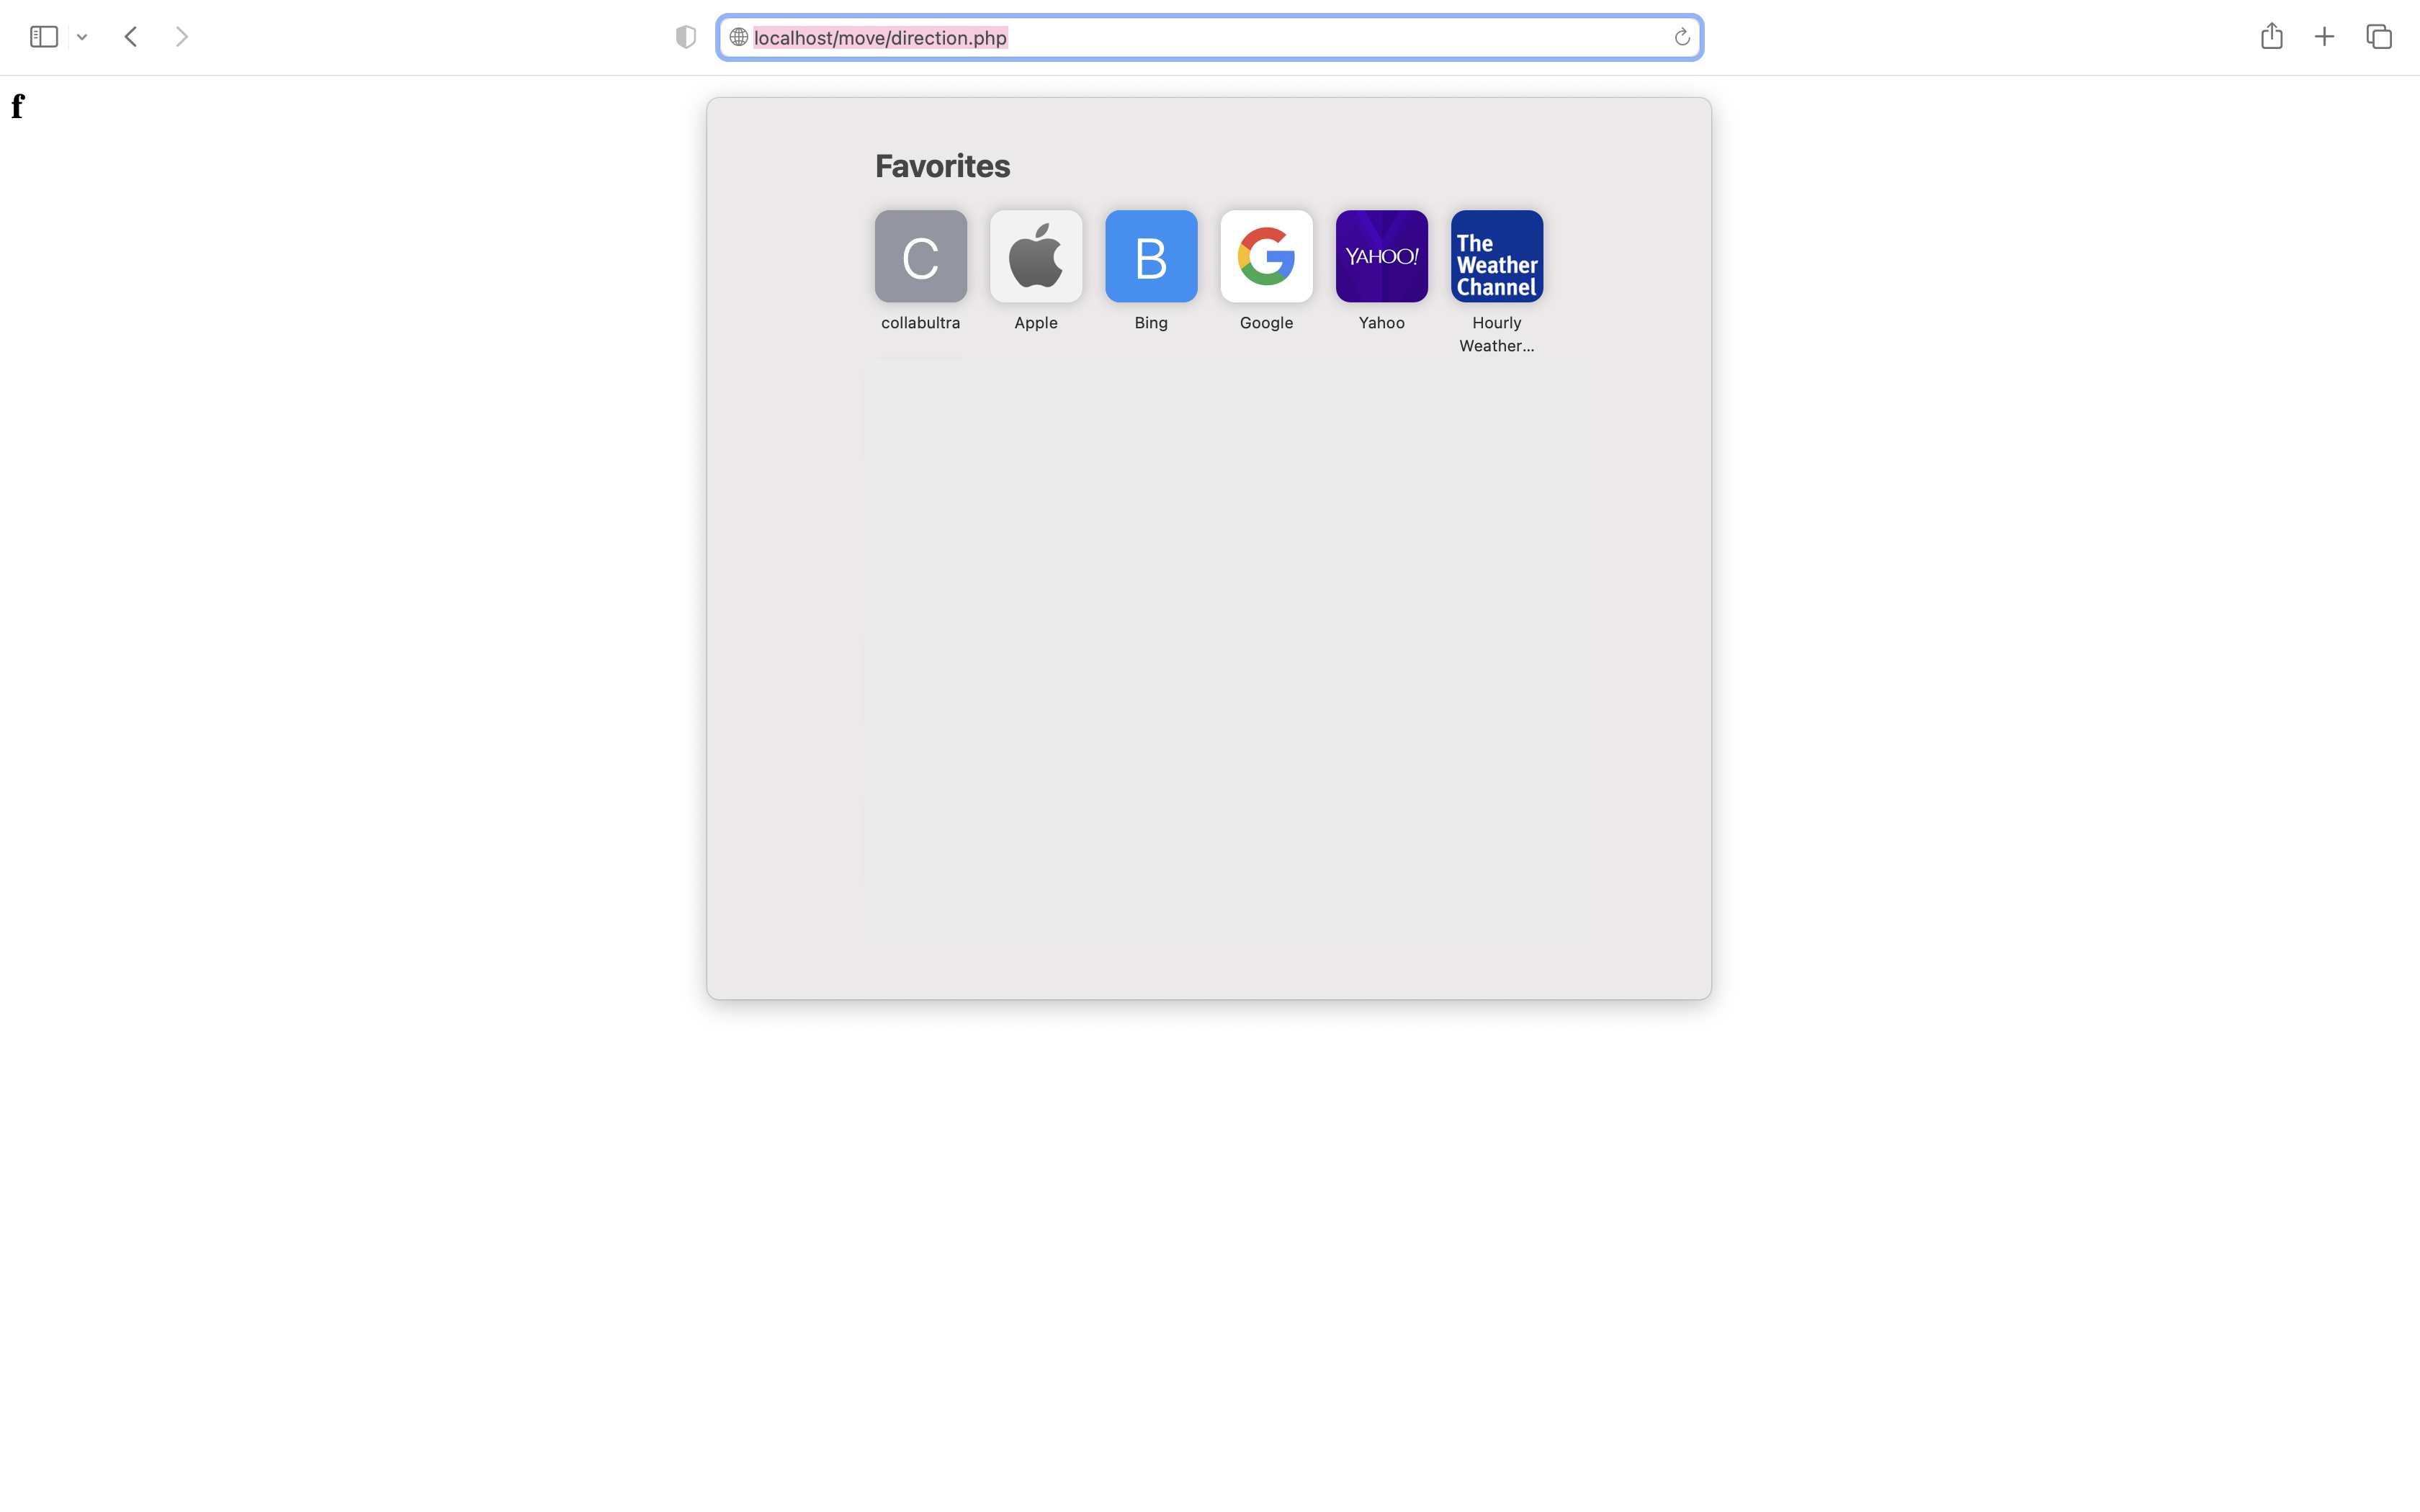 localhost/move/direction.php
f
Favorites
C
B
YAHOO!
The
Weather
Channel
collabultra
Apple
Bing
Google
Yahoo
Hourly
Weather...